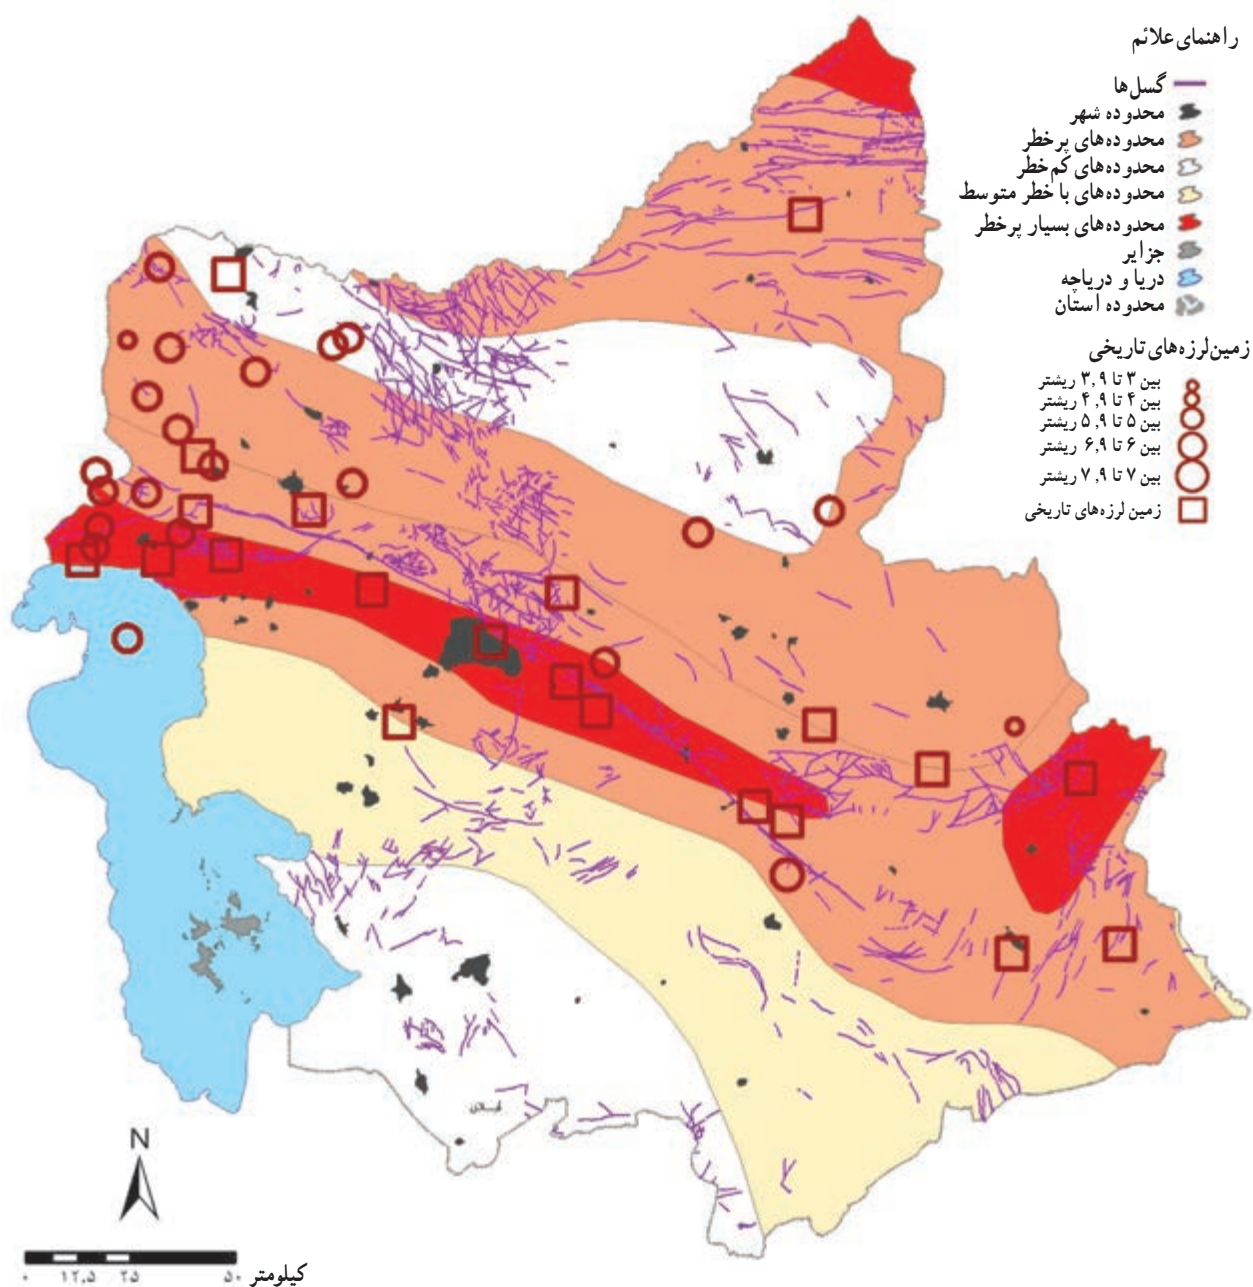 راهنمای علائم
گسل‌ها
محدوده شهر
محدوده‌های پرخطر
محدوده‌های کم‌خطر
محدوده‌های با خطر متوسط
محدوده‌های بسیار پرخطر
جزایر
دریا و دریاچه
محدوده استان
زمین‌لرزه‌های تاریخی
بین ۳ تا ۳,۹ ریشتر
بین ۴ تا ۴,۹ ریشتر
بین ۵ تا ۵,۹ ریشتر
بین ۶ تا ۶,۹ ریشتر
بین ۷ تا ۷,۹ ریشتر
زمین لرزه‌های تاریخی
N
۰ ۱۲,۵ ۲۵ ۵۰ کیلومتر